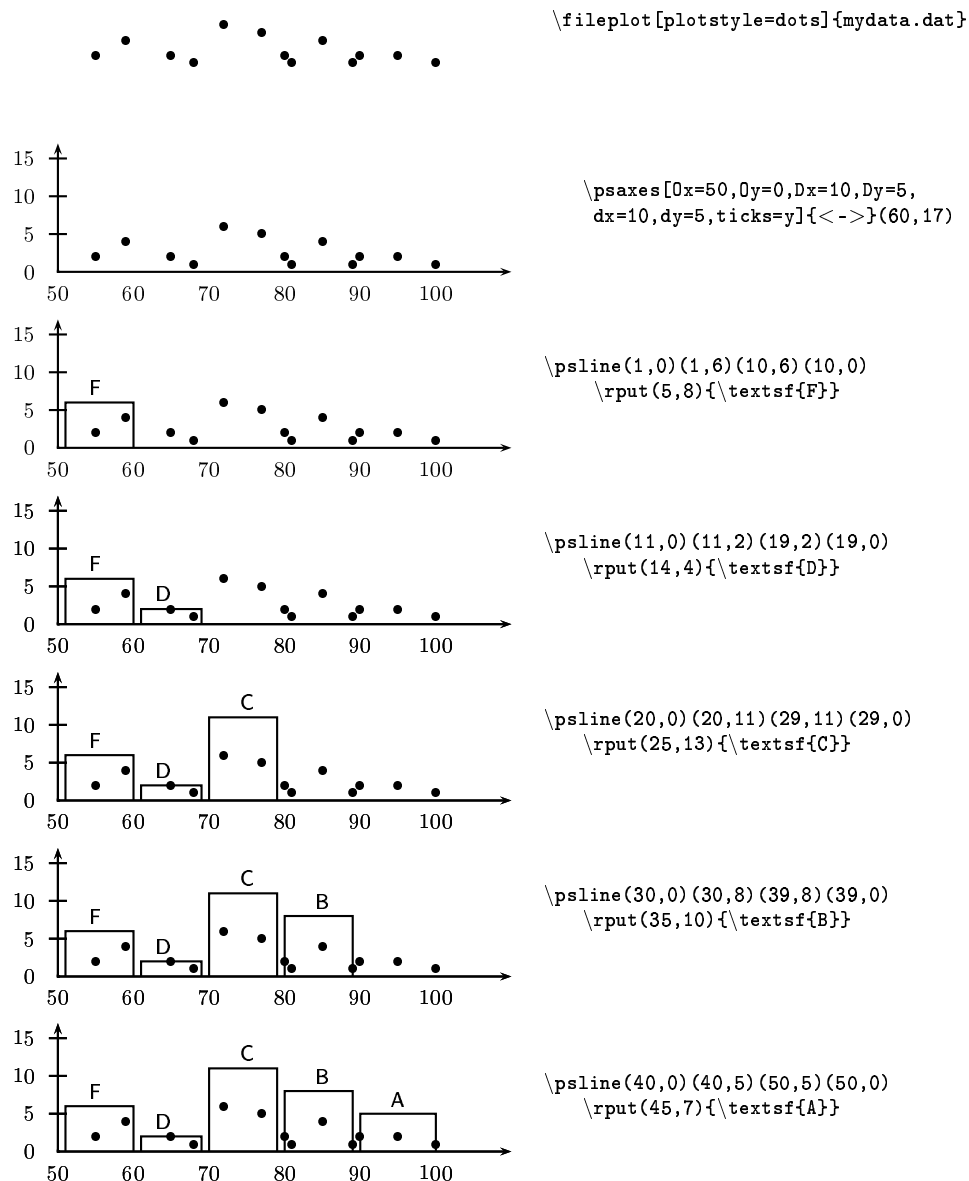 \fileplot[plotstyle=dots]{mydata.dat}
15
10
5
0
50 60 70 80 90 100
\psaxes[Ox=50,Oy=0,Dx=10,Dy=5,
dx=10,dy=5,ticks=y]{<->}(60,17)
15
10
F
5
0
50 60 70 80 90 100
\psline(1,0)(1,6)(10,6)(10,0)
\rput(5,8){\textsf{F}}
15
10
F
5
D
0
50 60 70 80 90 100
\psline(11,0)(11,2)(19,2)(19,0)
\rput(14,4){\textsf{D}}
15
C
10
F
5
D
0
50 60 70 80 90 100
\psline(20,0)(20,11)(29,11)(29,0)
\rput(25,13){\textsf{C}}
15
C
10
B
F
5
D
0
50 60 70 80 90 100
\psline(30,0)(30,8)(39,8)(39,0)
\rput(35,10){\textsf{B}}
15
C
10
B
F
A
5
D
0
50 60 70 80 90 100
\psline(40,0)(40,5)(50,5)(50,0)
\rput(45,7){\textsf{A}}